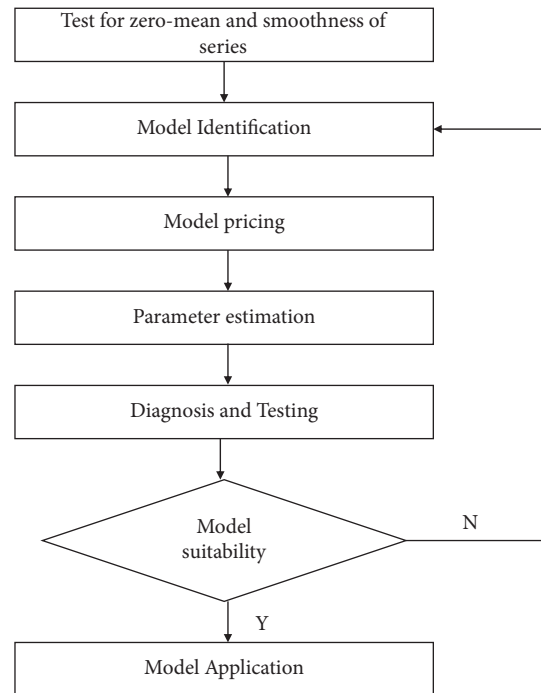 Test for zero-mean and smoothness of
series
Model Identification
Model pricing
Parameter estimation
Diagnosis and Testing
Model
suitability
N
Y
Model Application